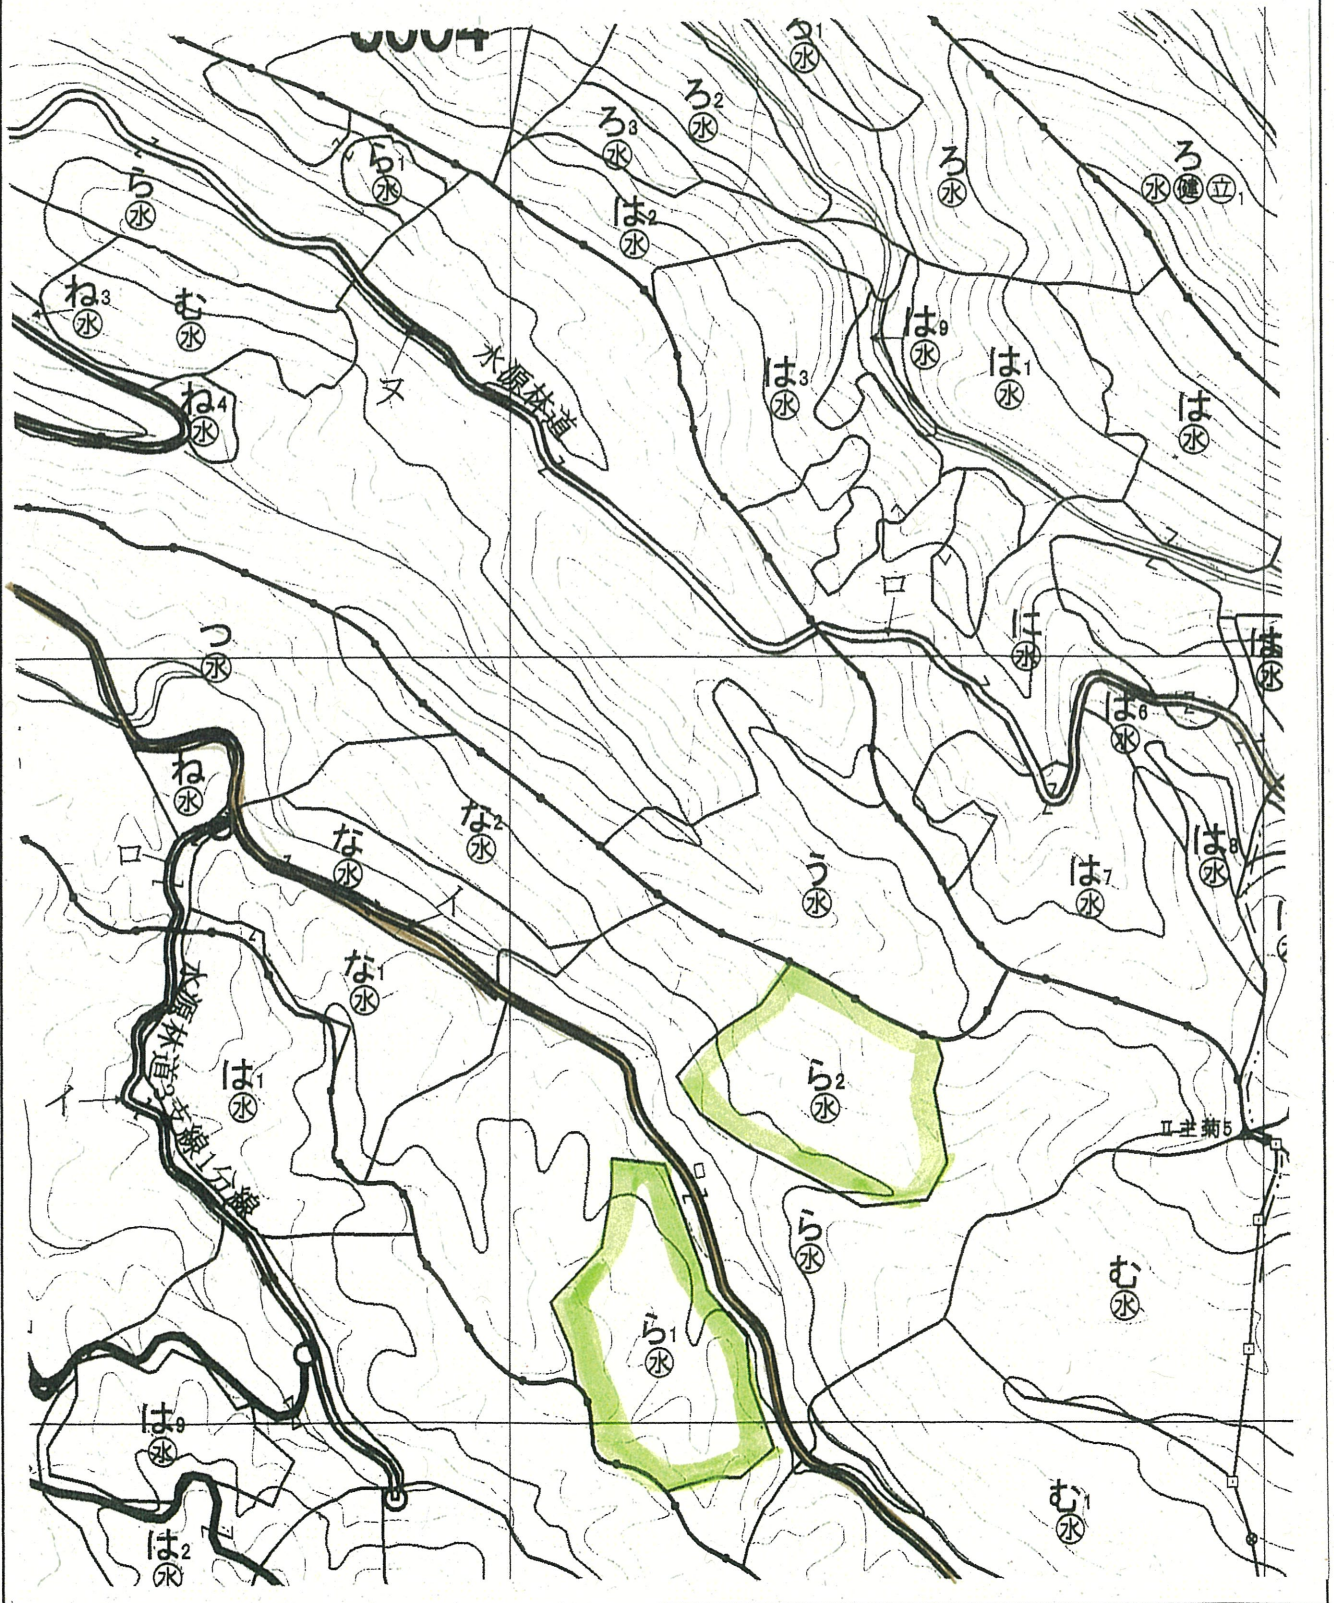 ろ2
水
ろ3
水
ら1
水
ら
水
は2
水
ろ
水
ろ
水 健 立1
水
ね3
水
む
水
ね4
水
ヌ
水源林道
は3
水
は9
水
は1
水
は
水
ロ
に
水
水
つ
水
ね
水
ロ
な
水
な2
水
イ
な1
水
う
水
は6
水
は7
水
は8
水
水源林道
線1分線
は1
水
イ
ら2
水
Ⅱ主菊5
ロ
ら
水
む
水
ら1
水
は9
水
は2
水
む1
水